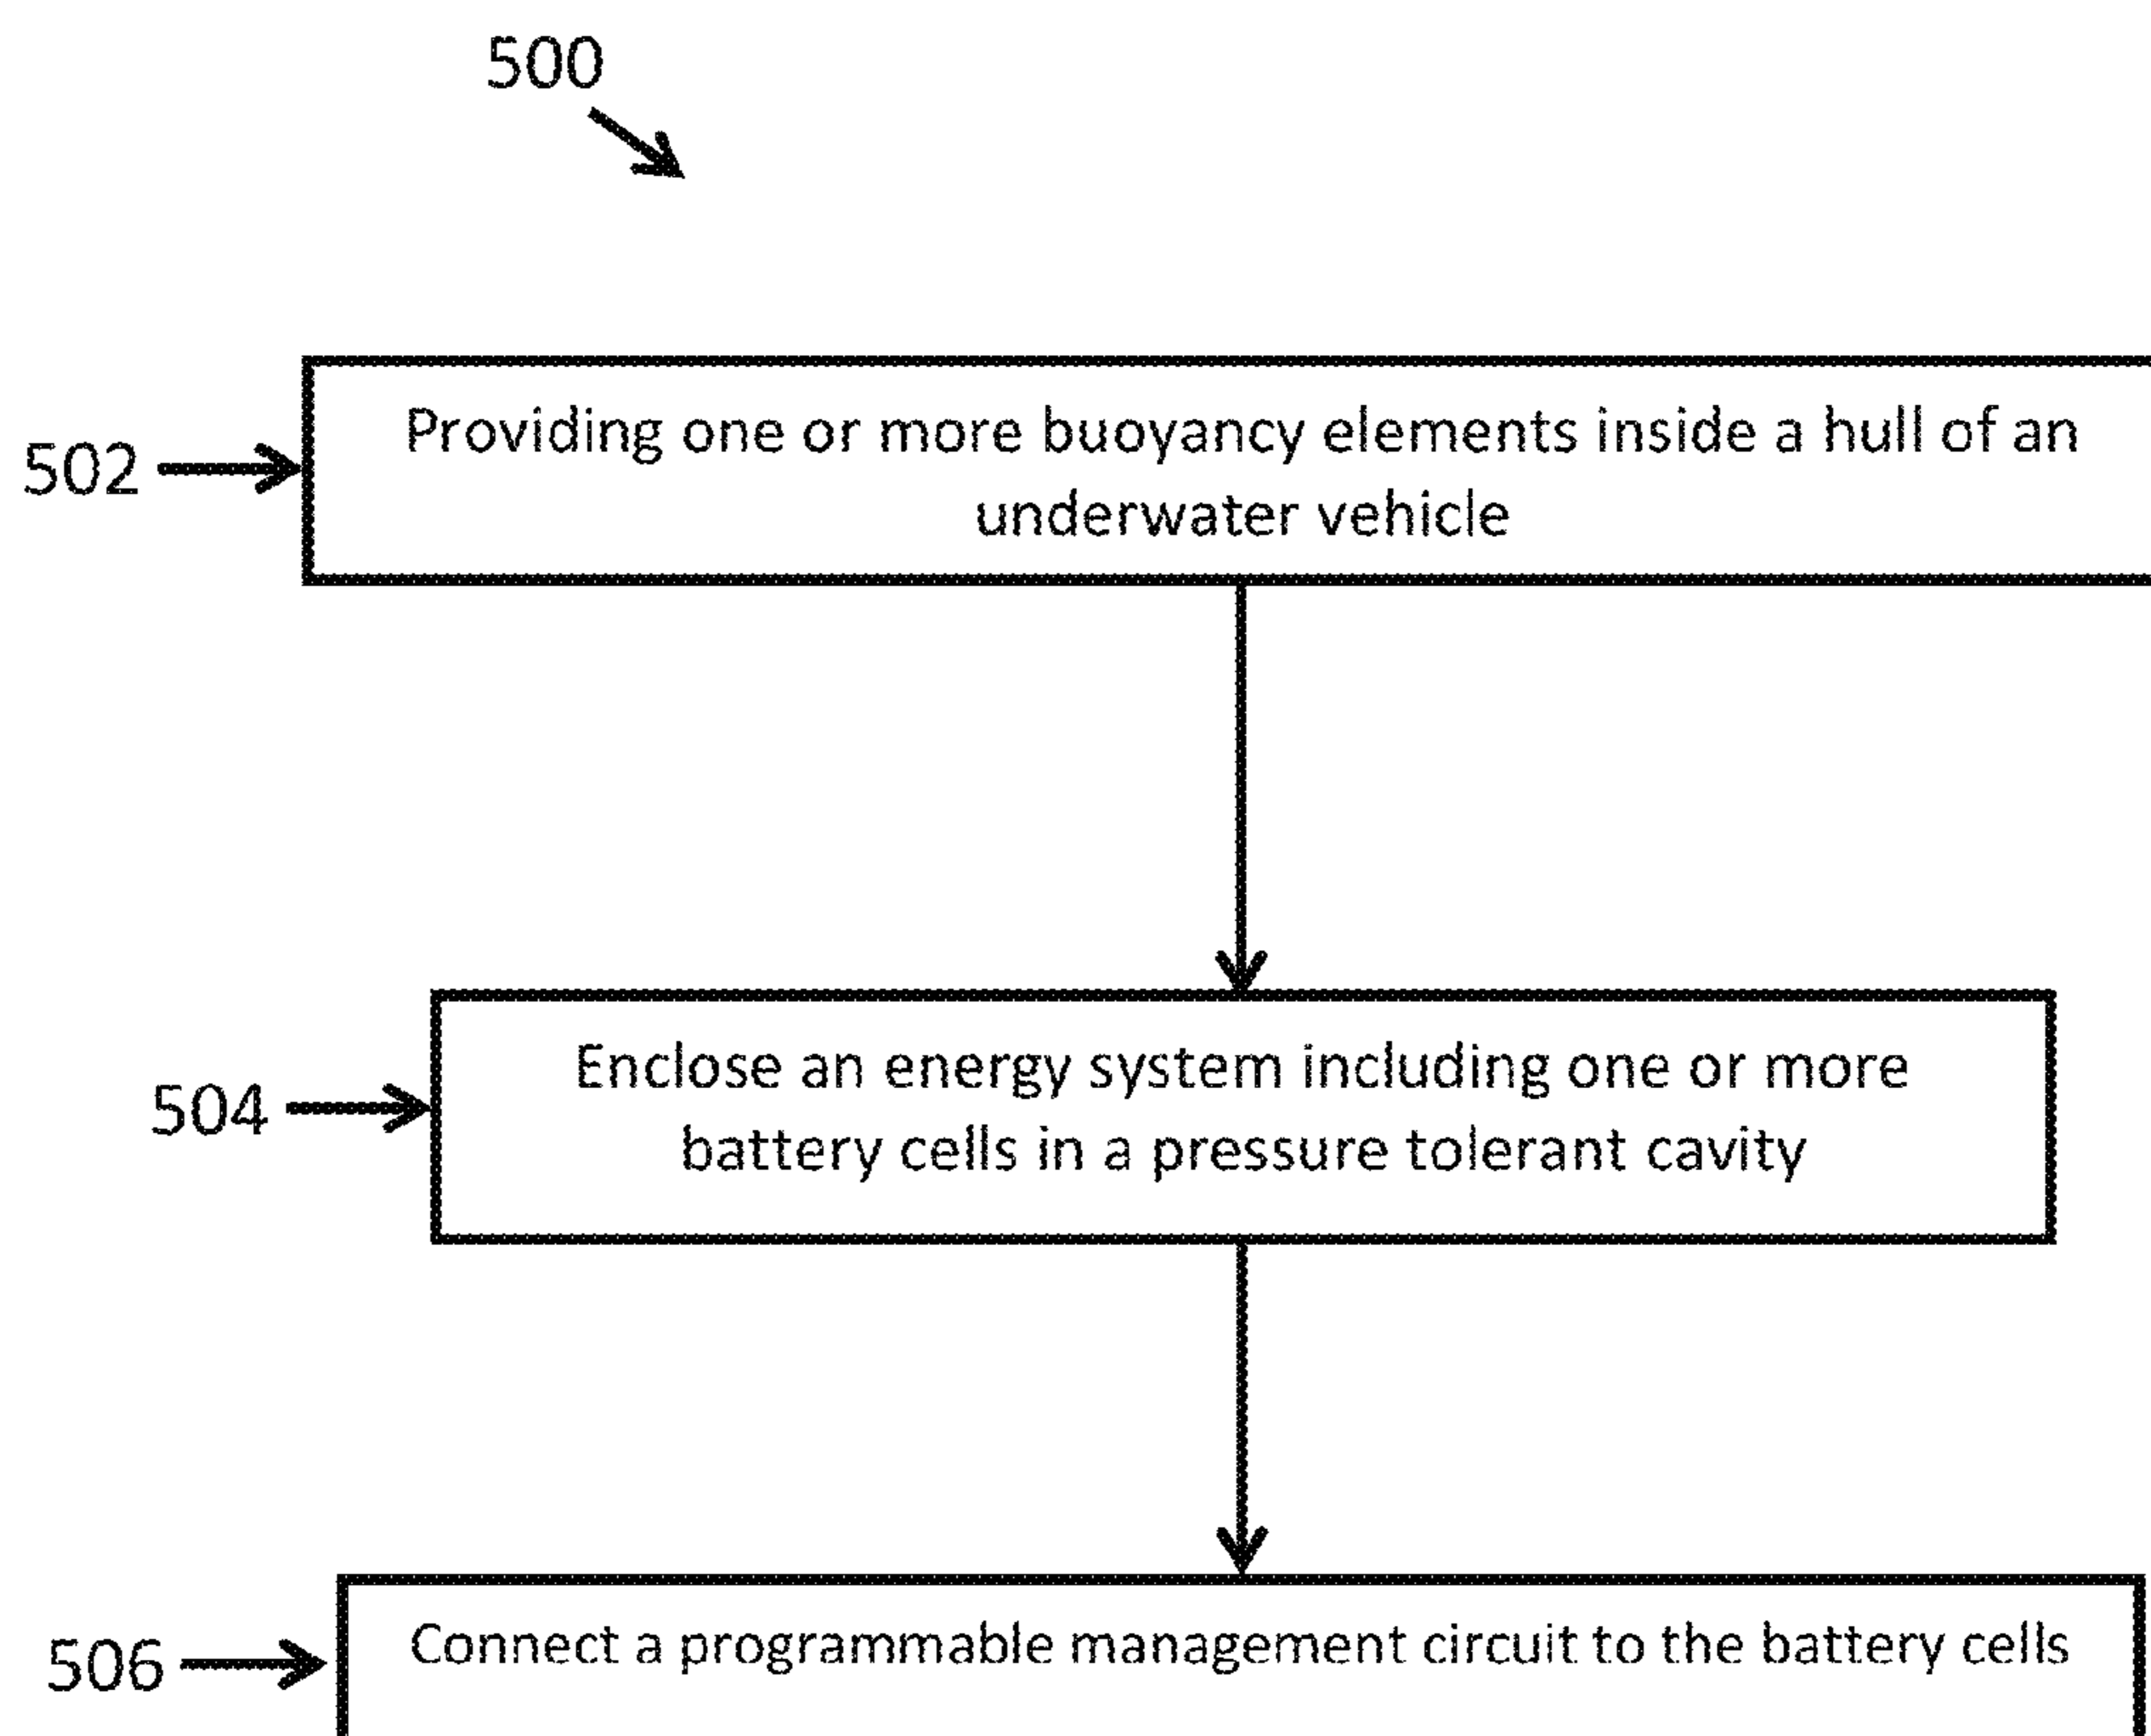 500
502
Providing one or more buoyancy elements inside a hull of an
underwater vehicle
504
Enclose an energy system including one or more
battery cells in a pressure tolerant cavity
506
Connect a programmable management circuit to the battery cells